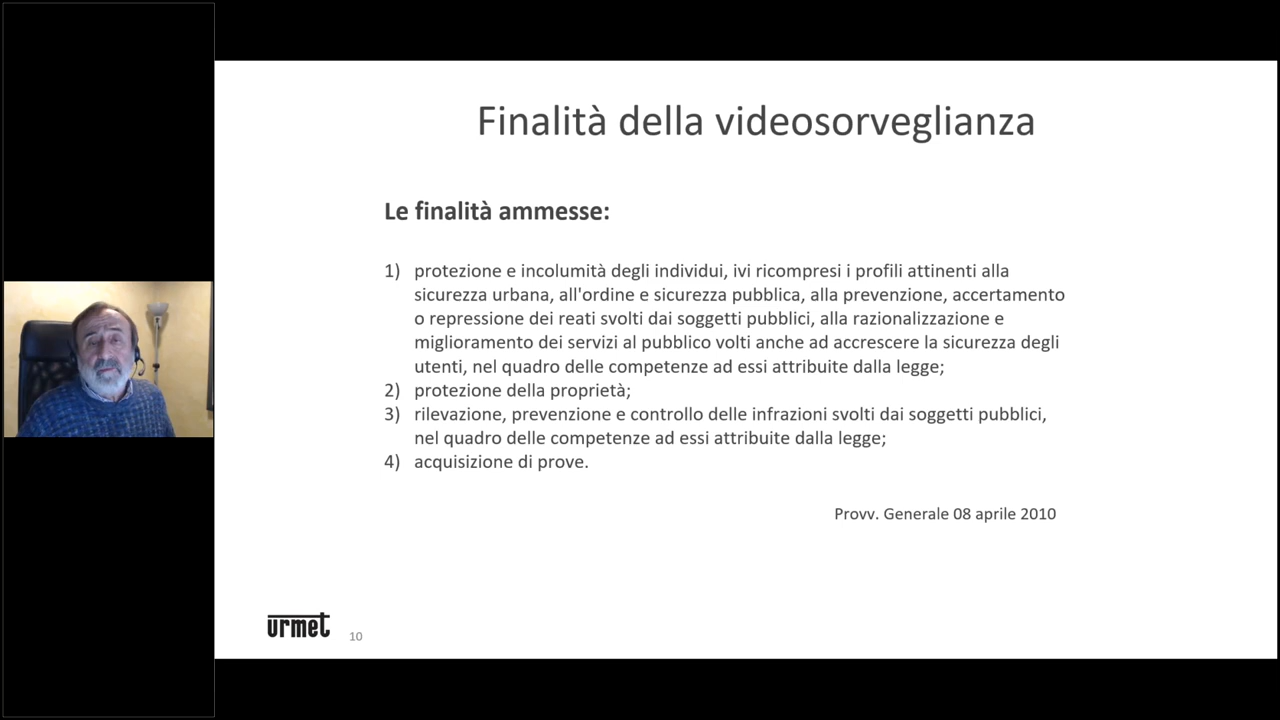 Finalità della videosorveglianza
Le finalità ammesse:
1) protezione e incolumità degli individui, ivi ricompresi i profili attinenti alla
sicurezza urbana, all'ordine e sicurezza pubblica, alla prevenzione, accertamento
o repressione dei reati svolti dai soggetti pubblici, alla razionalizzazione e
miglioramento dei servizi al pubblico volti anche ad accrescere la sicurezza degli
utenti, nel quadro delle competenze ad essi attribuite dalla legge;
2) protezione della proprietà;
3) rilevazione, prevenzione e controllo delle infrazioni svolti dai soggetti pubblici,
nel quadro delle competenze ad essi attribuite dalla legge;
4) acquisizione di prove.
Provv. Generale 08 aprile 2010
urmet
10